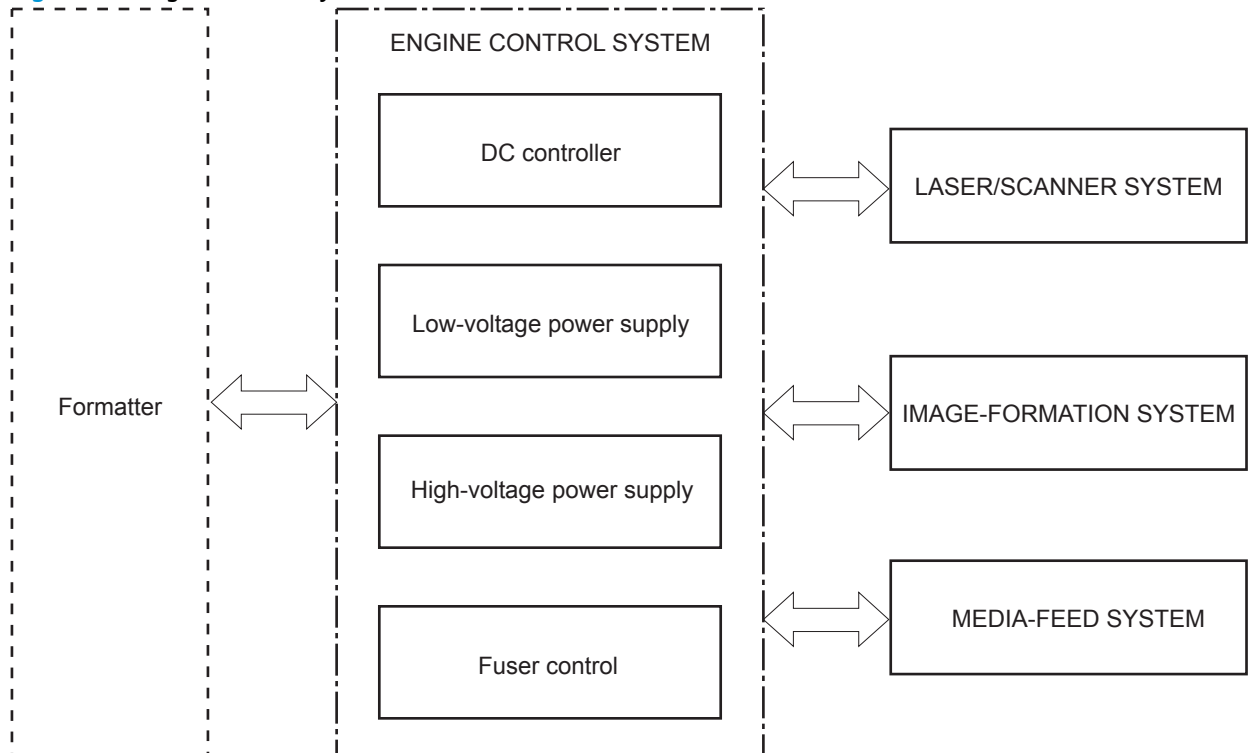 ENGINE CONTROL SYSTEM
DC controller
Low-voltage power supply
High-voltage power supply
Fuser control
Formatter
LASER/SCANNER SYSTEM
IMAGE-FORMATION SYSTEM
MEDIA-FEED SYSTEM